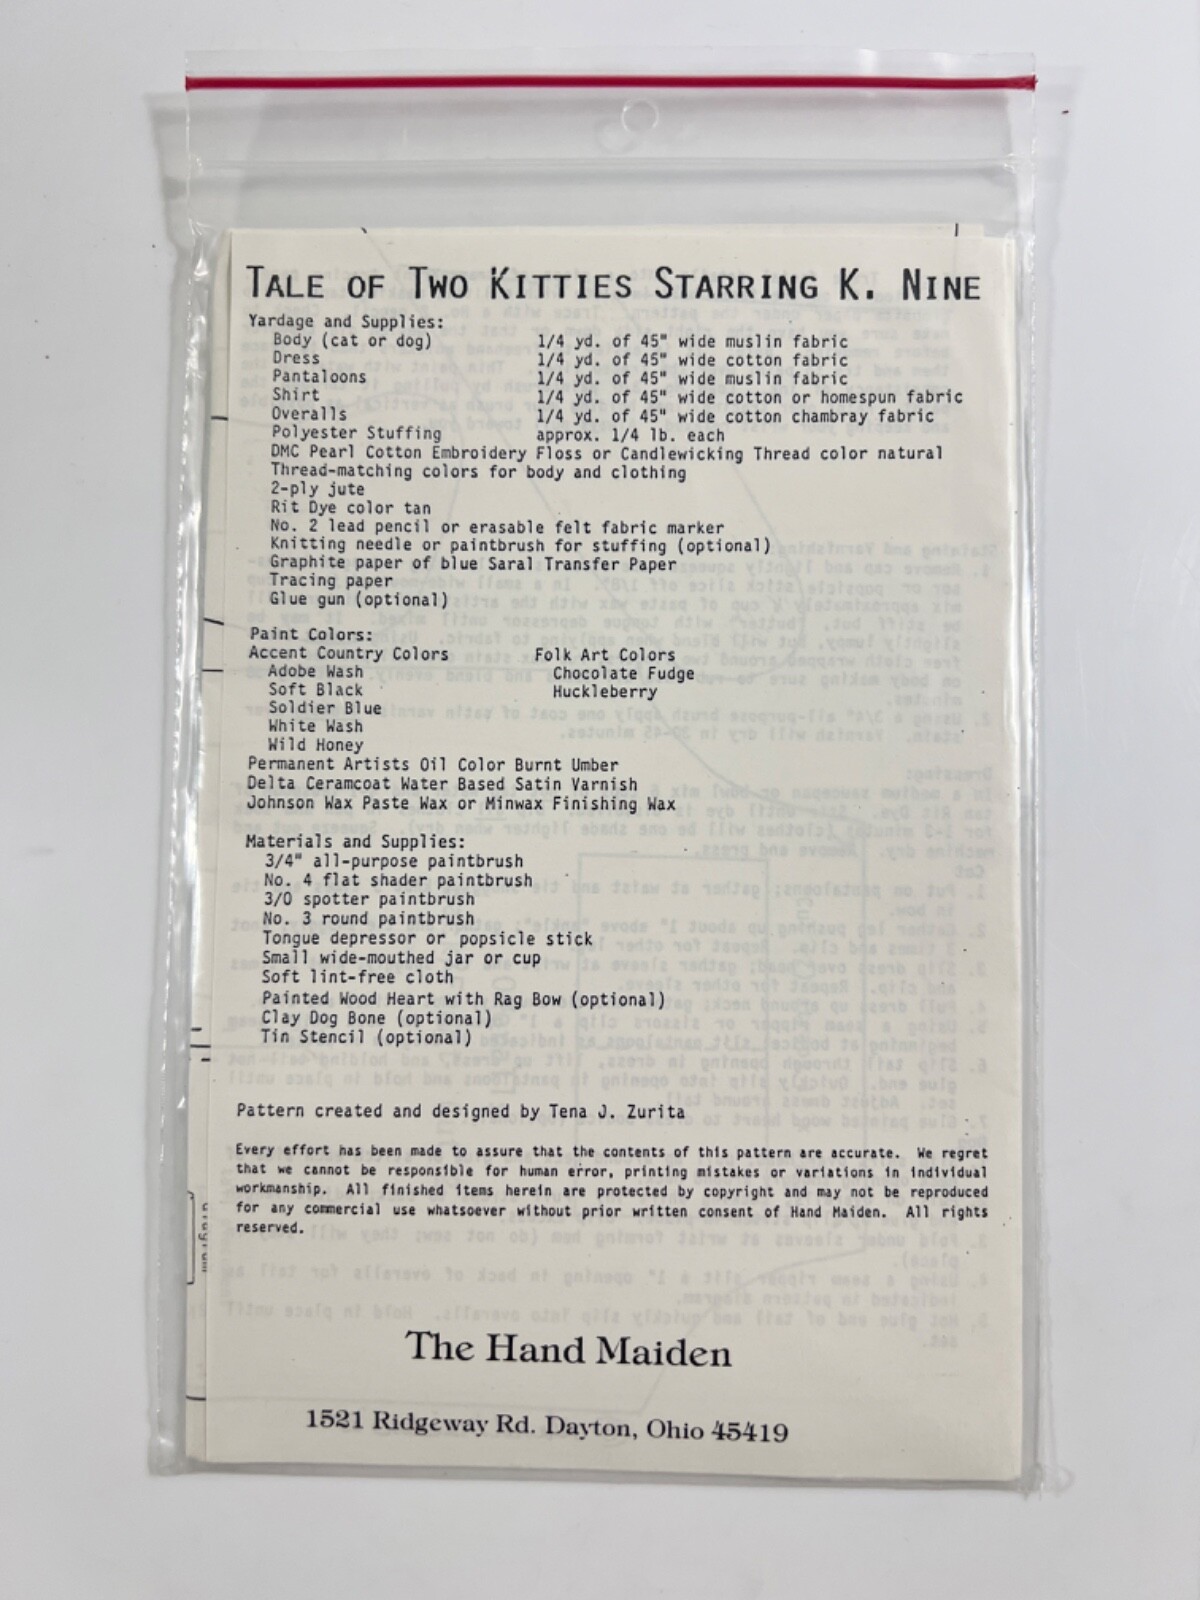 TALE OF TWO KITTIES STARRING K. NINE
Yardage and Supplies:
Body (cat or dog) 1/4 yd. of 45" wide muslin fabric
Dress 1/4 yd. of 45" wide cotton fabric
Pantaloons 1/4 yd. of 45" wide muslin fabric
Shirt 1/4 yd. of 45" wide cotton or homespun fabric
Overalls 1/4 yd. of 45" wide cotton chambray fabric
Polyester Stuffing approx. 1/4 lb. each
DMC Pearl Cotton Embroidery Floss or Candlewicking Thread color natural
Thread-matching colors for body and clothing
2-ply jute
Rit Dye color tan
No. 2 lead pencil or erasable felt fabric marker
Knitting needle or paintbrush for stuffing (optional)
Graphite paper of blue Saral Transfer Paper
Tracing paper
Glue gun (optional)
Paint Colors:
Accent Country Colors Folk Art Colors
Adobe Wash Chocolate Fudge
Soft Black Huckleberry
Soldier Blue
White Wash
Wild Honey
Permanent Artists Oil Color Burnt Umber
Delta Ceramcoat Water Based Satin Varnish
Johnson Wax Paste Wax or Minwax Finishing Wax
Materials and Supplies:
3/4" all-purpose paintbrush
No. 4 flat shader paintbrush
3/0 spotter paintbrush
No. 3 round paintbrush
Tongue depressor or popsicle stick
Small wide-mouthed jar or cup
Soft lint-free cloth
Painted Wood Heart with Rag Bow (optional)
Clay Dog Bone (optional)
Tin Stencil (optional)
Pattern created and designed by Tena J. Zurita
Every effort has been made to assure that the contents of this pattern are accurate. We regret
that we cannot be responsible for human error, printing mistakes or variations in individual
workmanship. All finished items herein are protected by copyright and may not be reproduced
for any commercial use whatsoever without prior written consent of Hand Maiden. All rights
reserved.
The Hand Maiden
1521 Ridgeway Rd. Dayton, Ohio 45419